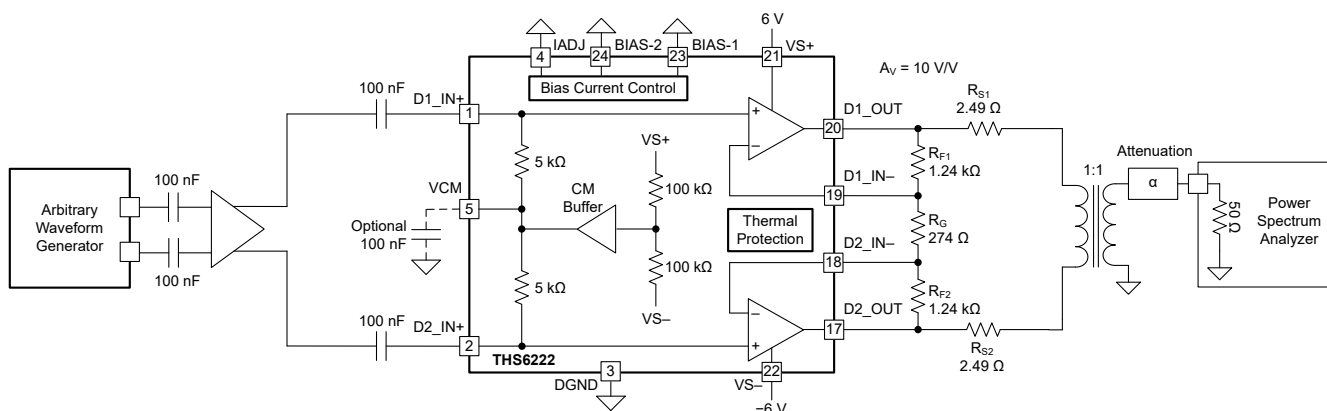 6 V
IADJ
BIAS-2
BIAS-1
VS+
4
24
23
21
Bias Current Control
A_V = 10 V/V
100 nF
D1_IN+
1
D1_OUT
20
R_S1
2.49 Ω
5 kΩ
VS+
R_F1
1.24 kΩ
Attenuation
1:1
α
100 nF
VCM
5
CM
Buffer
100 kΩ
D1_IN–
19
Arbitrary
Waveform
Generator
Optional
100 nF
Thermal
Protection
R_G
274 Ω
50 Ω
Power
Spectrum
Analyzer
100 nF
5 kΩ
100 kΩ
D2_IN–
18
VS–
R_F2
1.24 kΩ
100 nF
D2_IN+
2
D2_OUT
17
THS6222
R_S2
2.49 Ω
DGND
3
VS–
22
–6 V
+
–
–
+